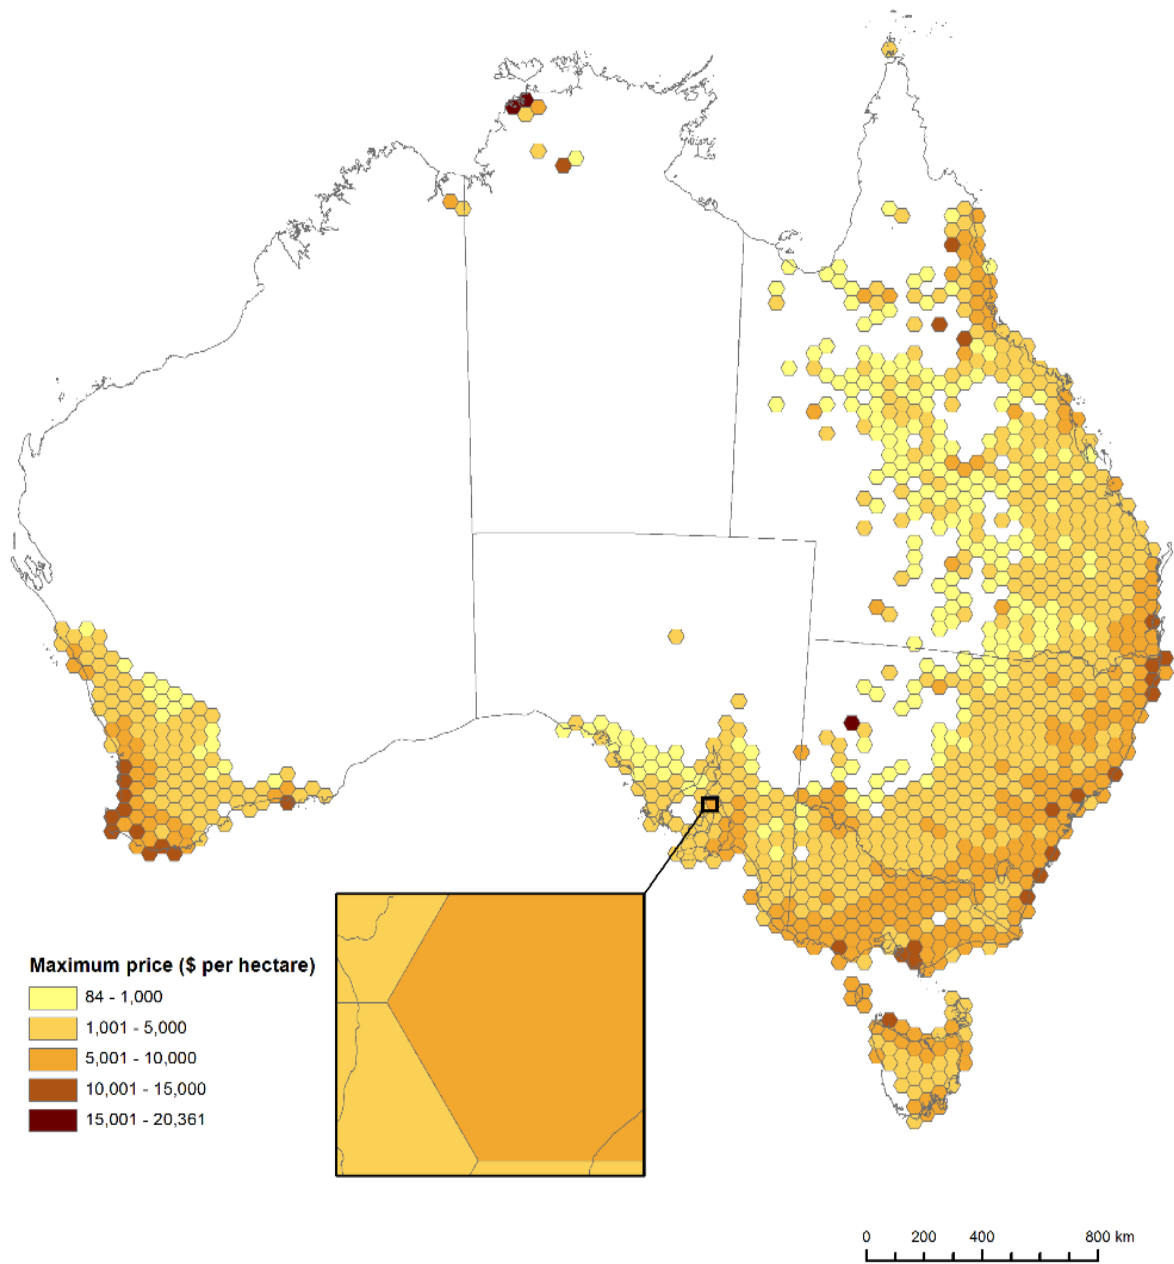 Maximum price ($ per hectare)
84 - 1,000
1,001 - 5,000
5,001 - 10,000
10,001 - 15,000
15,001 - 20,361
0 200 400 800 km